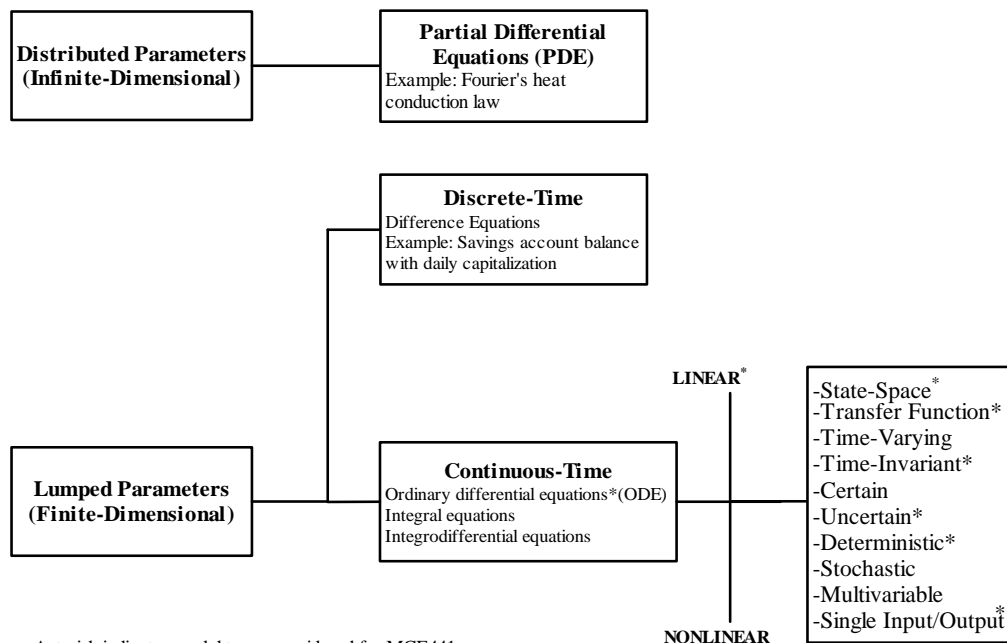 Distributed Parameters
(Infinite-Dimensional)
Partial Differential
Equations (PDE)
Example: Fourier's heat
conduction law
Discrete-Time
Difference Equations
Example: Savings account balance
with daily capitalization
LINEAR*
Lumped Parameters
(Finite-Dimensional)
Continuous-Time
Ordinary differential equations*(ODE)
Integral equations
Integrodifferential equations
-State-Space*
-Transfer Function*
-Time-Varying
-Time-Invariant*
-Certain
-Uncertain*
-Deterministic*
-Stochastic
-Multivariable
-Single Input/Output*
NONLINEAR